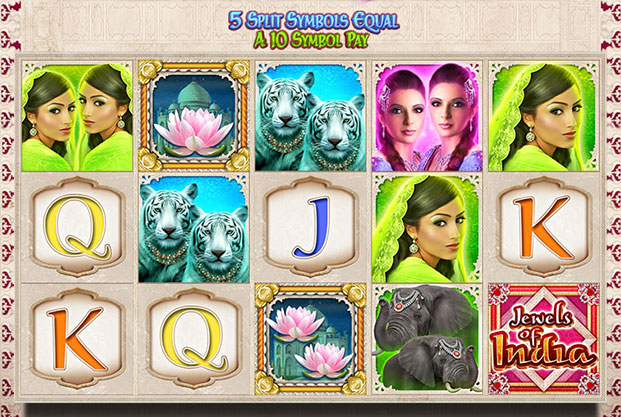 5 Split Symbols Equal
A 10 Symbol Pay
Q
J
K
K
Q
Jewels
of
India